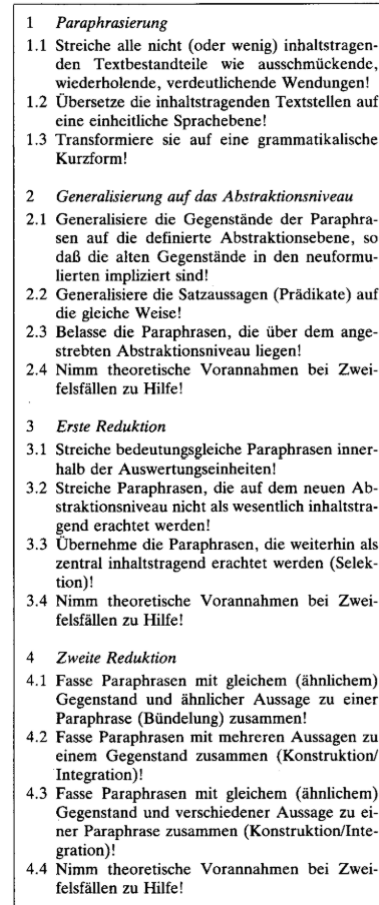 1 Paraphrasierung
1.1 Streiche alle nicht (oder wenig) inhaltstragen-
den Textbestandteile wie ausschmückende,
wiederholende, verdeutlichende Wendungen!
1.2 Übersetze die inhaltstragenden Textstellen auf
eine einheitliche Sprachebene!
1.3 Transformiere sie auf eine grammatikalische
Kurzform!
2 Generalisierung auf das Abstraktionsniveau
2.1 Generalisiere die Gegenstände der Paraphra-
sen auf die definierte Abstraktionsebene, so
daß die alten Gegenstände in den neuformu-
lierten impliziert sind!
2.2 Generalisiere die Satzaussagen (Prädikate) auf
die gleiche Weise!
2.3 Belasse die Paraphrasen, die über dem ange-
strebten Abstraktionsniveau liegen!
2.4 Nimm theoretische Vorannahmen bei Zwei-
felsfällen zu Hilfe!
3 Erste Reduktion
3.1 Streiche bedeutungsgleiche Paraphrasen inner-
halb der Auswertungseinheiten!
3.2 Streiche Paraphrasen, die auf dem neuen Ab-
straktionsniveau nicht als wesentlich inhaltstra-
gend erachtet werden!
3.3 Übernehme die Paraphrasen, die weiterhin als
zentral inhaltstragend erachtet werden (Selek-
tion)!
3.4 Nimm theoretische Vorannahmen bei Zwei-
felsfällen zu Hilfe!
4 Zweite Reduktion
4.1 Fasse Paraphrasen mit gleichem (ähnlichem)
Gegenstand und ähnlicher Aussage zu einer
Paraphrase (Bündelung) zusammen!
4.2 Fasse Paraphrasen mit mehreren Aussagen zu
einem Gegenstand zusammen (Konstruktion/
Integration)!
4.3 Fasse Paraphrasen mit gleichem (ähnlichem)
Gegenstand und verschiedener Aussage zu ei-
ner Paraphrase zusammen (Konstruktion/Inte-
gration)!
4.4 Nimm theoretische Vorannahmen bei Zwei-
felsfällen zu Hilfe!